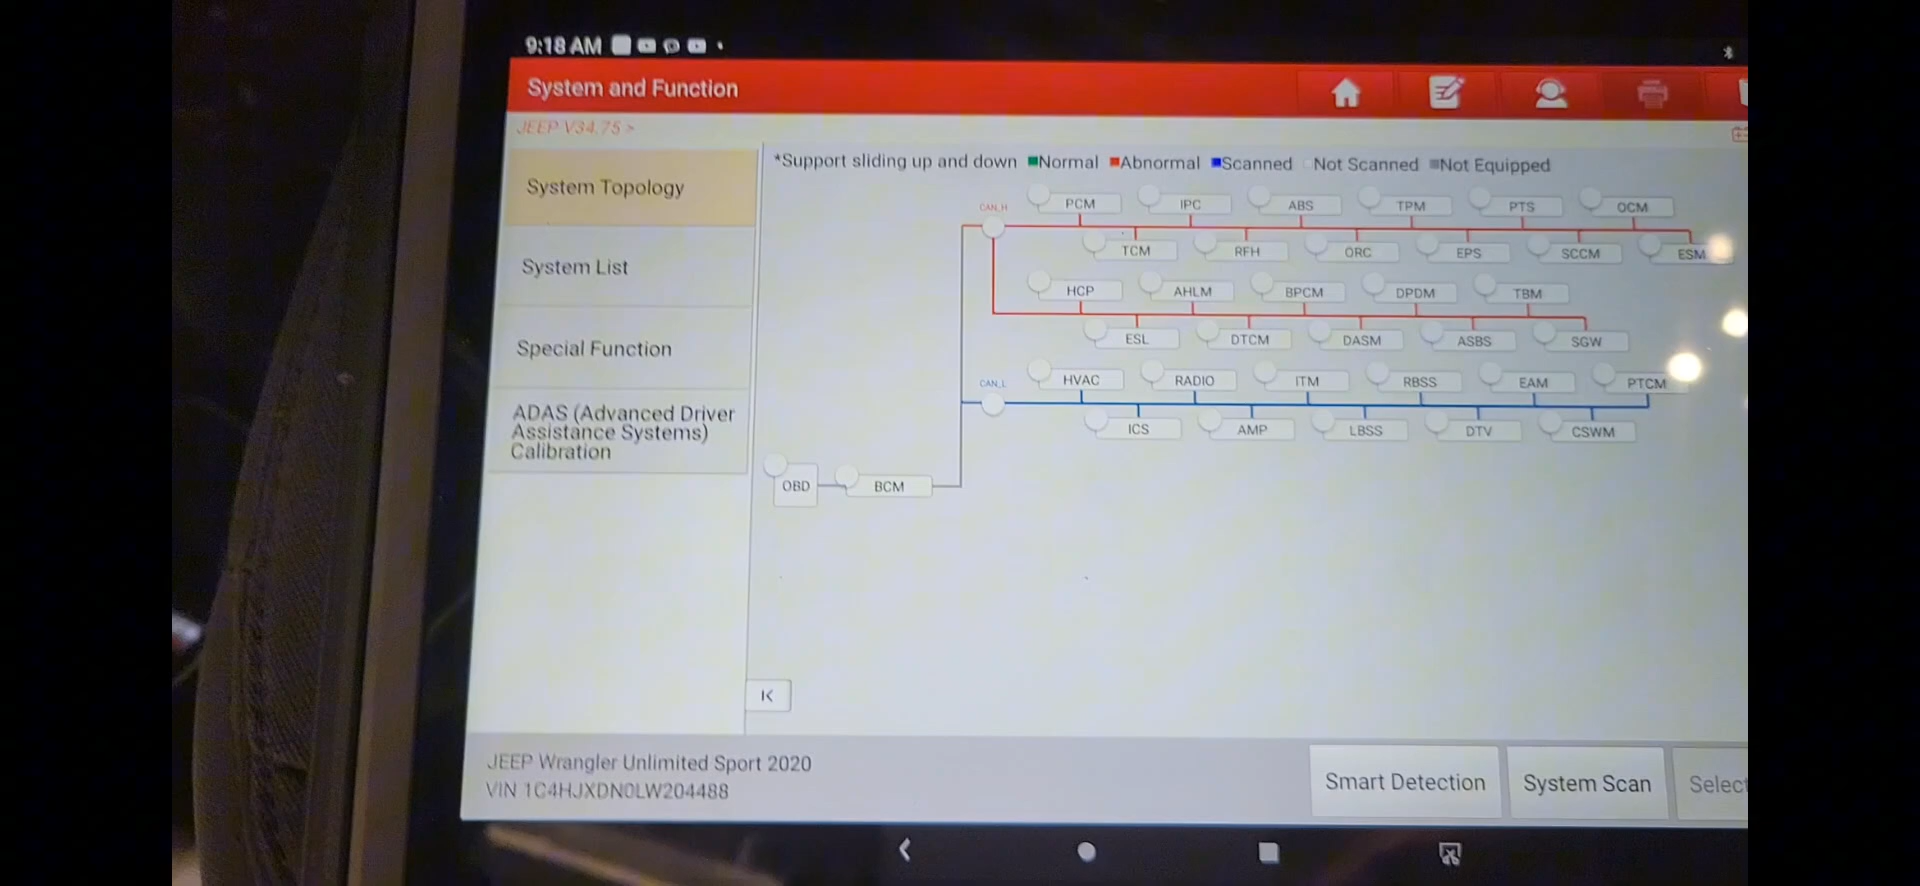 9:18 AM
System and Function
JEEP V34.75 >
System Topology
System List
Special Function
ADAS (Advanced Driver
Assistance Systems)
Calibration
*Support sliding up and down Normal Abnormal Scanned Not Scanned Not Equipped
CAN_H
PCM IPC ABS TPM PTS OCM
TCM RFH ORC EPS SCCM ESM
HCP AHLM BPCM DPDM TBM
ESL DTCM DASM ASBS SGW
CAN_L
HVAC RADIO ITM RBSS EAM PTCM
ICS AMP LBSS DTV CSWM
OBD BCM
JEEP Wrangler Unlimited Sport 2020
VIN 1C4HJXDN0LW204488
Smart Detection System Scan Select